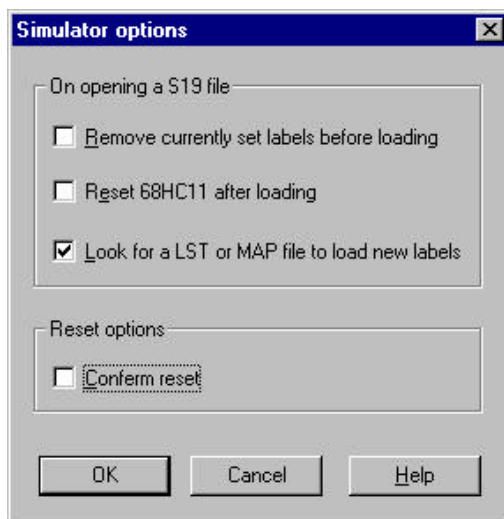 Simulator options
On opening a S19 file
Remove currently set labels before loading
Reset 68HC11 after loading
Look for a LST or MAP file to load new labels
Reset options
Conferm reset
OK
Cancel
Help